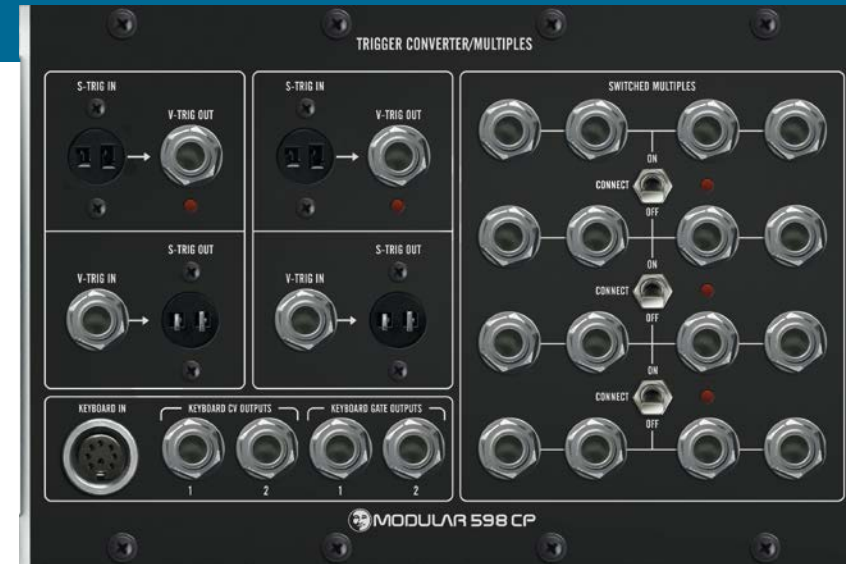 TRIGGER CONVERTER/MULTIPLES
S-TRIG IN
V-TRIG OUT
S-TRIG IN
V-TRIG OUT
V-TRIG IN
S-TRIG OUT
V-TRIG IN
S-TRIG OUT
SWITCHED MULTIPLES
ON
CONNECT
OFF
ON
CONNECT
OFF
ON
CONNECT
OFF
KEYBOARD IN
KEYBOARD CV OUTPUTS
1 2
KEYBOARD GATE OUTPUTS
1 2
MODULAR 598 CP